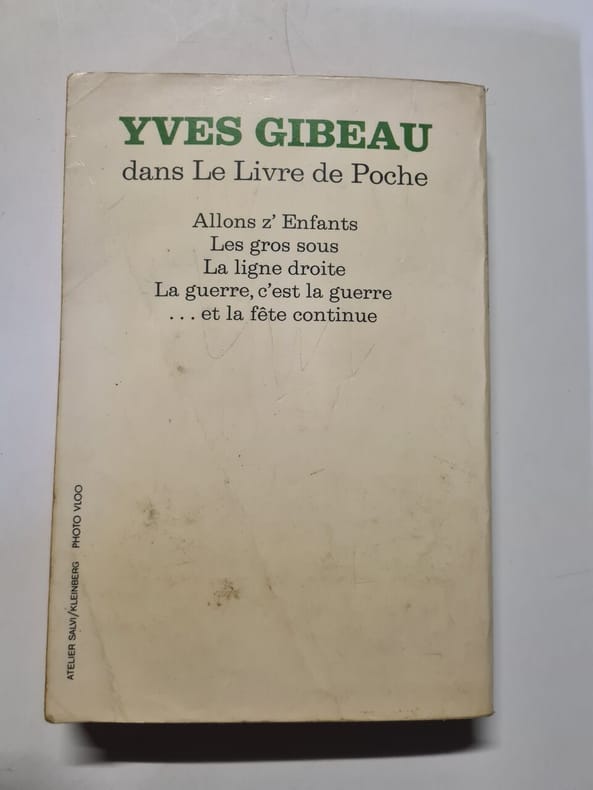 YVES GIBEAU
dans Le Livre de Poche
Allons z' Enfants
Les gros sous
La ligne droite
La guerre, c'est la guerre
... et la fête continue
ATELIER SALVI/KLEINBERG PHOTO VLOO